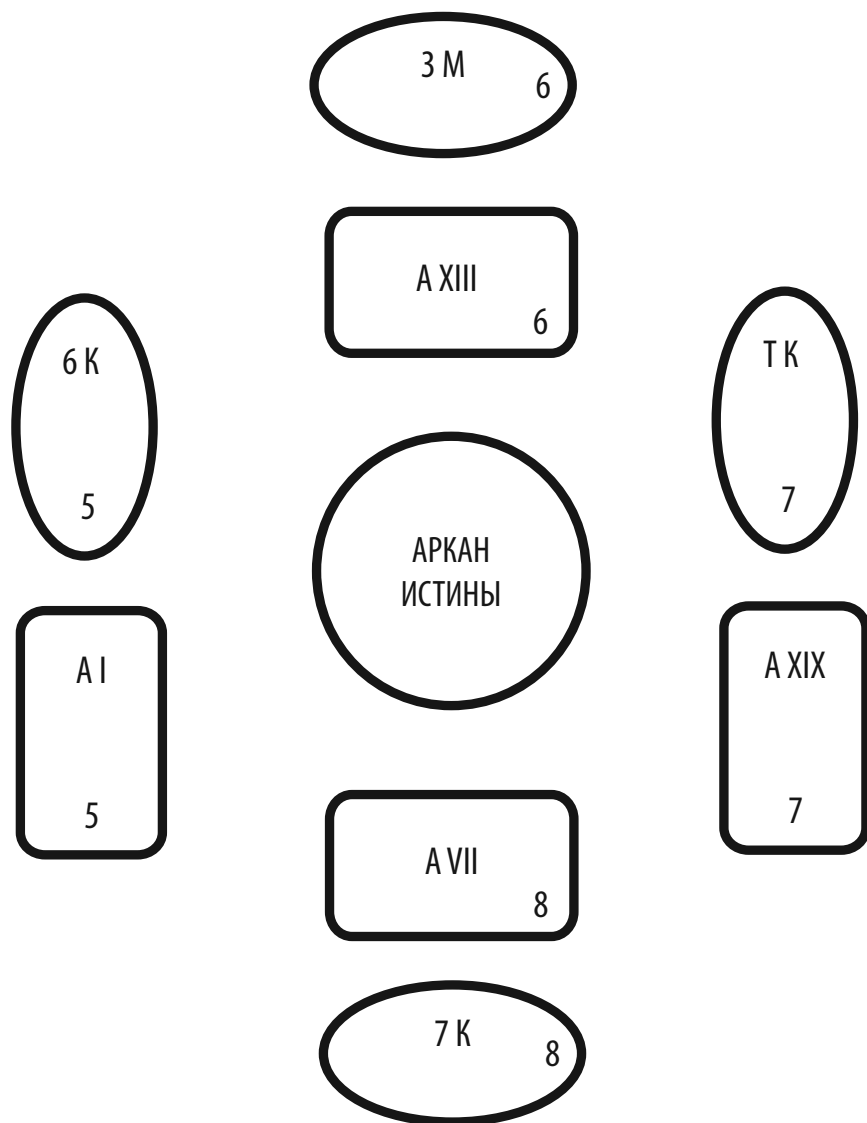 3 М
6
А XIII
6
6 К
5
Т К
7
АРКАН
ИСТИНЫ
А I
5
А XIX
7
А VII
8
7 К
8